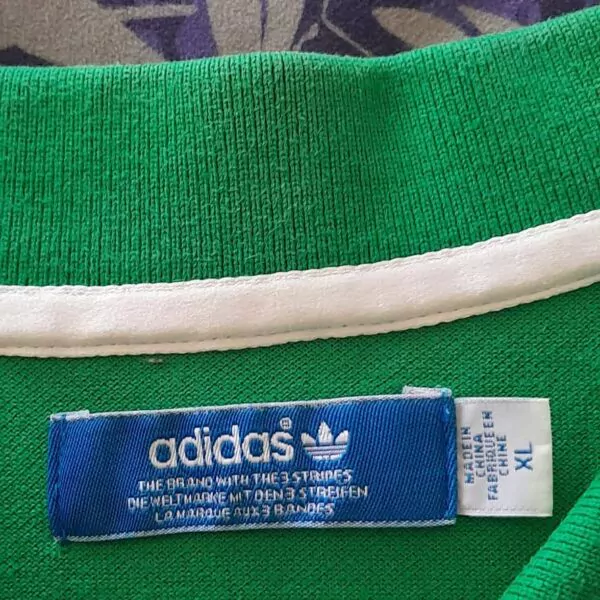 adidas®
THE BRAND WITH THE 3 STRIPES
DIE WELTMARKE MIT DEN 3 STREIFEN
LA MARQUE AUX 3 BANDES
MADE IN
CHINA
FABRIQUE EN
CHINE
XL